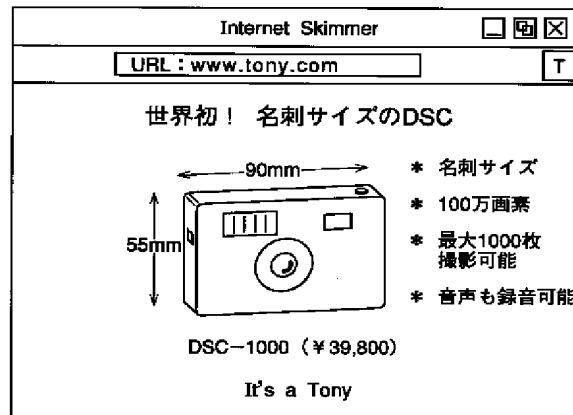 Internet Skimmer
URL：www.tony.com
T
世界初！ 名刺サイズのDSC
90mm
55mm
* 名刺サイズ
* 100万画素
* 最大1000枚
撮影可能
* 音声も録音可能
DSC－1000（￥39,800）
It's a Tony